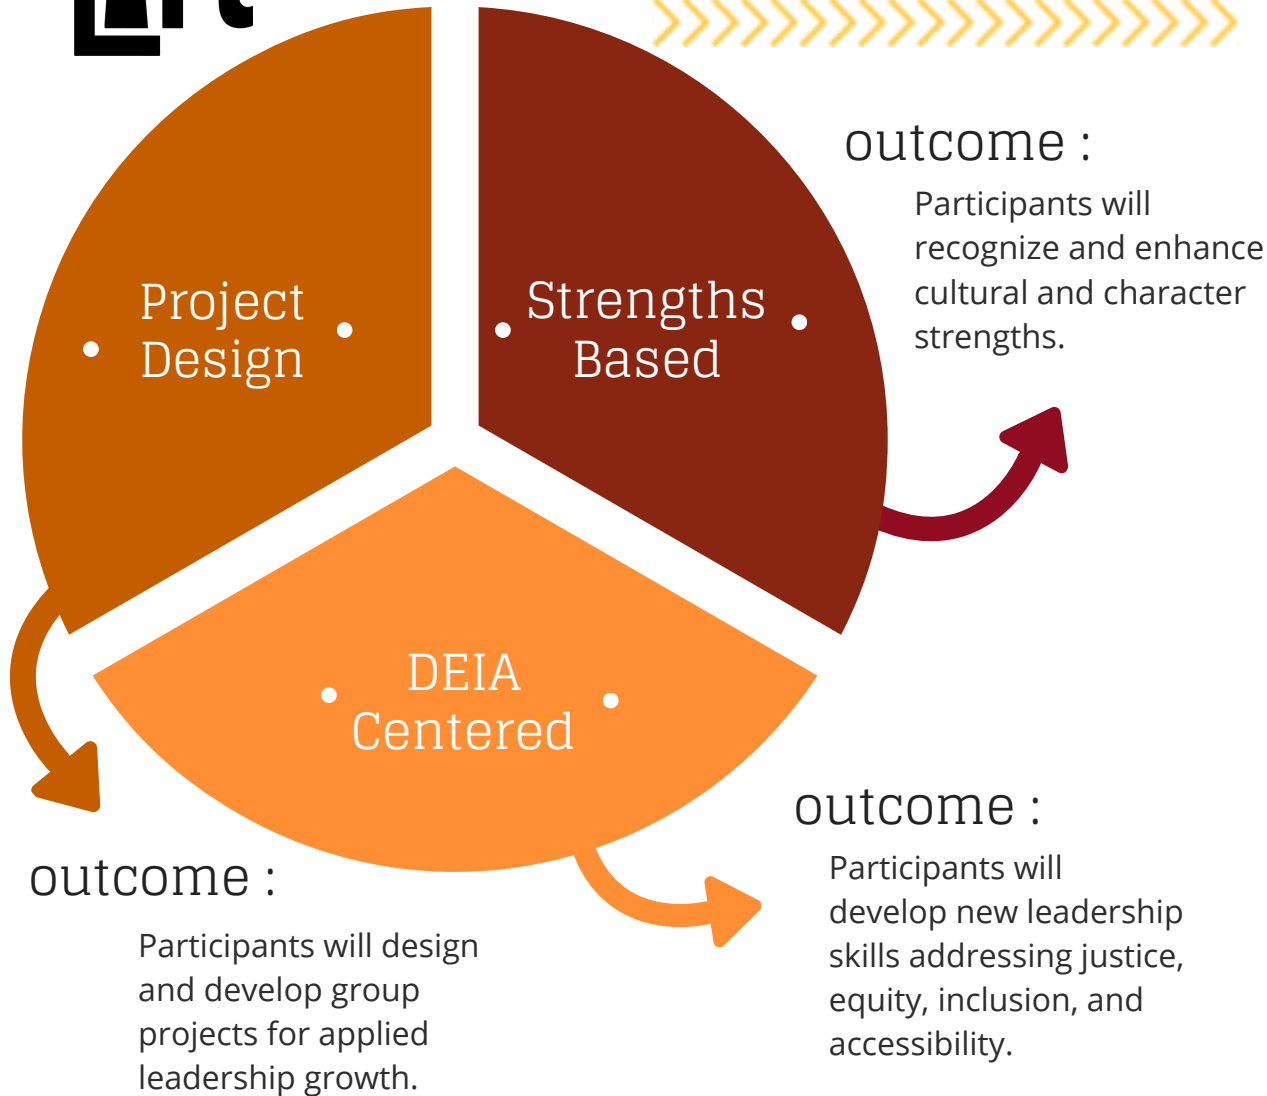 Project
Design
Strengths
Based
outcome :
Participants will
recognize and enhance
cultural and character
strengths.
DEIA
Centered
outcome :
Participants will
develop new leadership
skills addressing justice,
equity, inclusion, and
accessibility.
outcome :
Participants will design
and develop group
projects for applied
leadership growth.